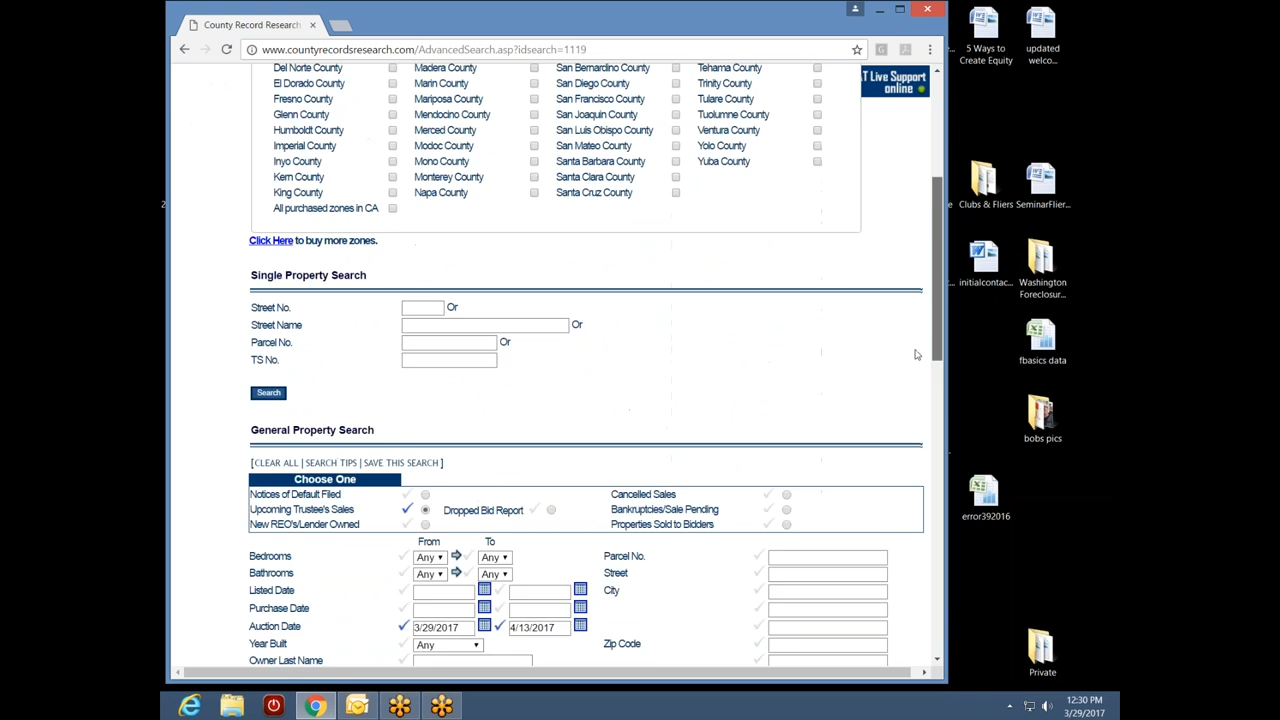 County Record Research
www.countyrecordsresearch.com/AdvancedSearch.asp?idsearch=1119
Del Norte County Madera County San Bernardino County Tehama County
El Dorado County Marin County San Diego County Trinity County
Fresno County Mariposa County San Francisco County Tulare County
Glenn County Mendocino County San Joaquin County Tuolumne County
Humboldt County Merced County San Luis Obispo County Ventura County
Imperial County Modoc County San Mateo County Yolo County
Inyo County Mono County Santa Barbara County Yuba County
Kern County Monterey County Santa Clara County
King County Napa County Santa Cruz County
All purchased zones in CA
Live Support
online
Click Here to buy more zones.
Single Property Search
Street No. Or
Street Name Or
Parcel No. Or
TS No.
Search
General Property Search
[CLEAR ALL | SEARCH TIPS | SAVE THIS SEARCH ]
Choose One
Notices of Default Filed Cancelled Sales
Upcoming Trustee's Sales Dropped Bid Report Bankruptcies/Sale Pending
New REO's/Lender Owned Properties Sold to Bidders
From To
Bedrooms Any Any Parcel No.
Bathrooms Any Any Street
Listed Date City
Purchase Date
Auction Date 3/29/2017 4/13/2017
Year Built Any Zip Code
Owner Last Name
5 Ways to
Create Equity
updated
welco...
Clubs & Fliers
SeminarFlier...
initialcontac...
Washington
Foreclosur...
fbasics data
bobs pics
error392016
Private
12:30 PM
3/29/2017